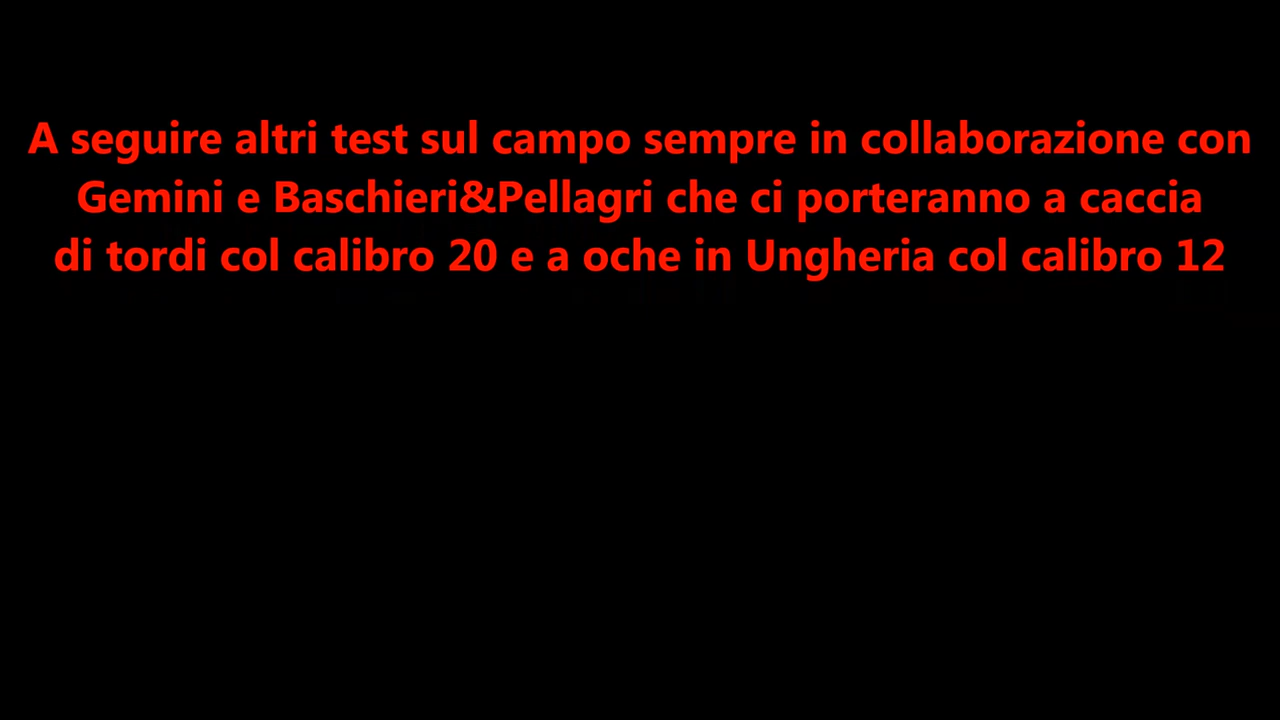 A seguire altri test sul campo sempre in collaborazione con
Gemini e Baschieri&Pellagri che ci porteranno a caccia
di tordi col calibro 20 e a oche in Ungheria col calibro 12